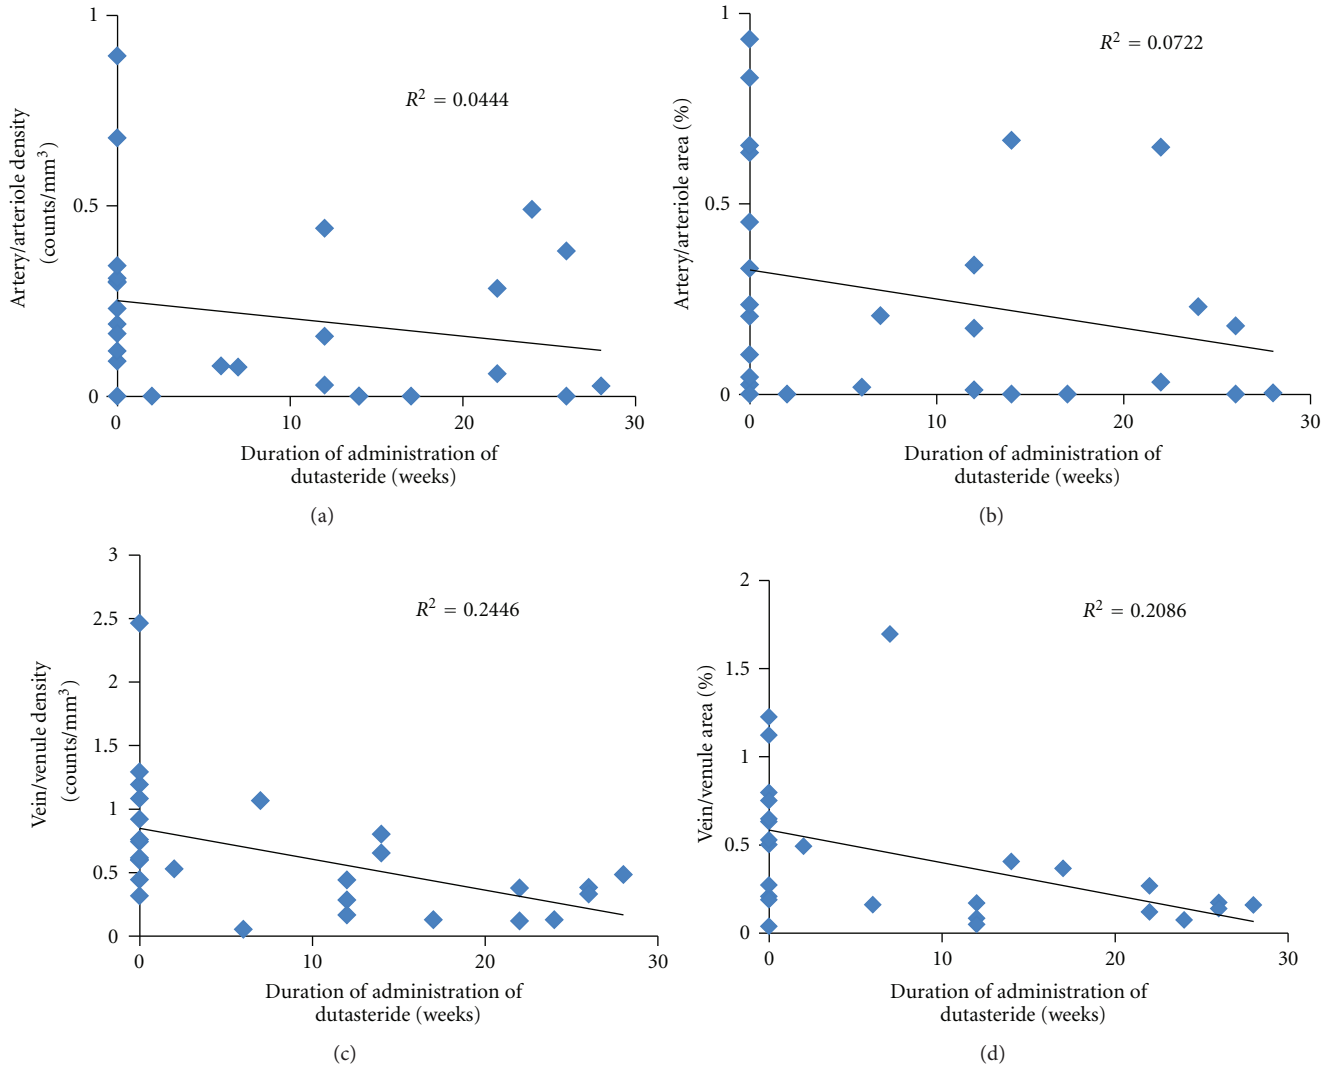 1
0.5
0
Artery/arteriole density
(counts/mm³)
R² = 0.0444
0 10 20 30
Duration of administration of
dutasteride (weeks)
(a)
1
0.5
0
Artery/arteriole area (%)
R² = 0.0722
0 10 20 30
Duration of administration of
dutasteride (weeks)
(b)
3
2.5
2
1.5
1
0.5
0
Vein/venule density
(counts/mm³)
R² = 0.2446
0 10 20 30
Duration of administration of
dutasteride (weeks)
(c)
2
1.5
1
0.5
0
Vein/venule area (%)
R² = 0.2086
0 10 20 30
Duration of administration of
dutasteride (weeks)
(d)